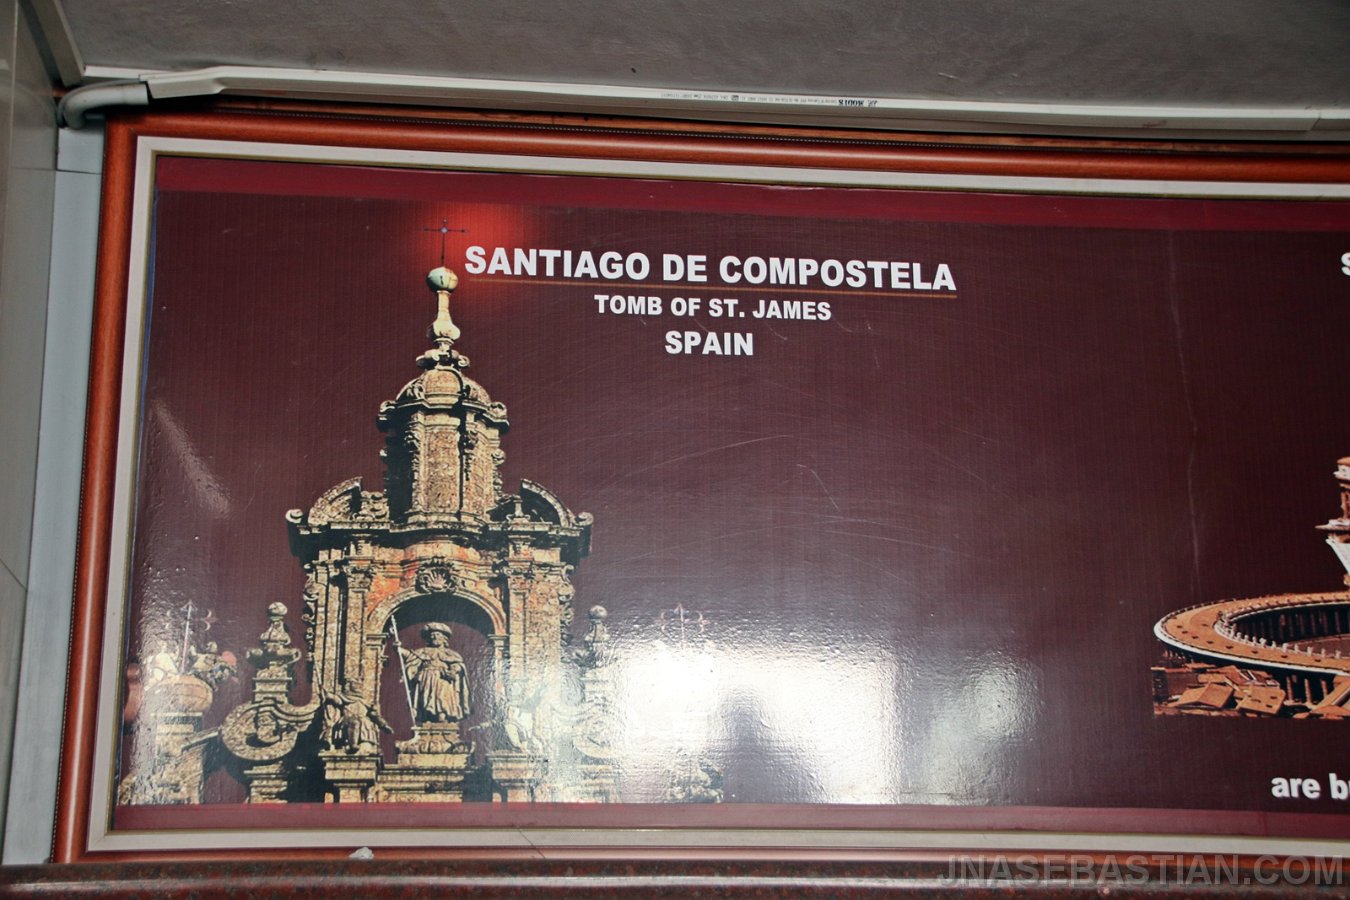 SANTIAGO DE COMPOSTELA
TOMB OF ST. JAMES
SPAIN
S
are b
JNASEBASTIAN.COM